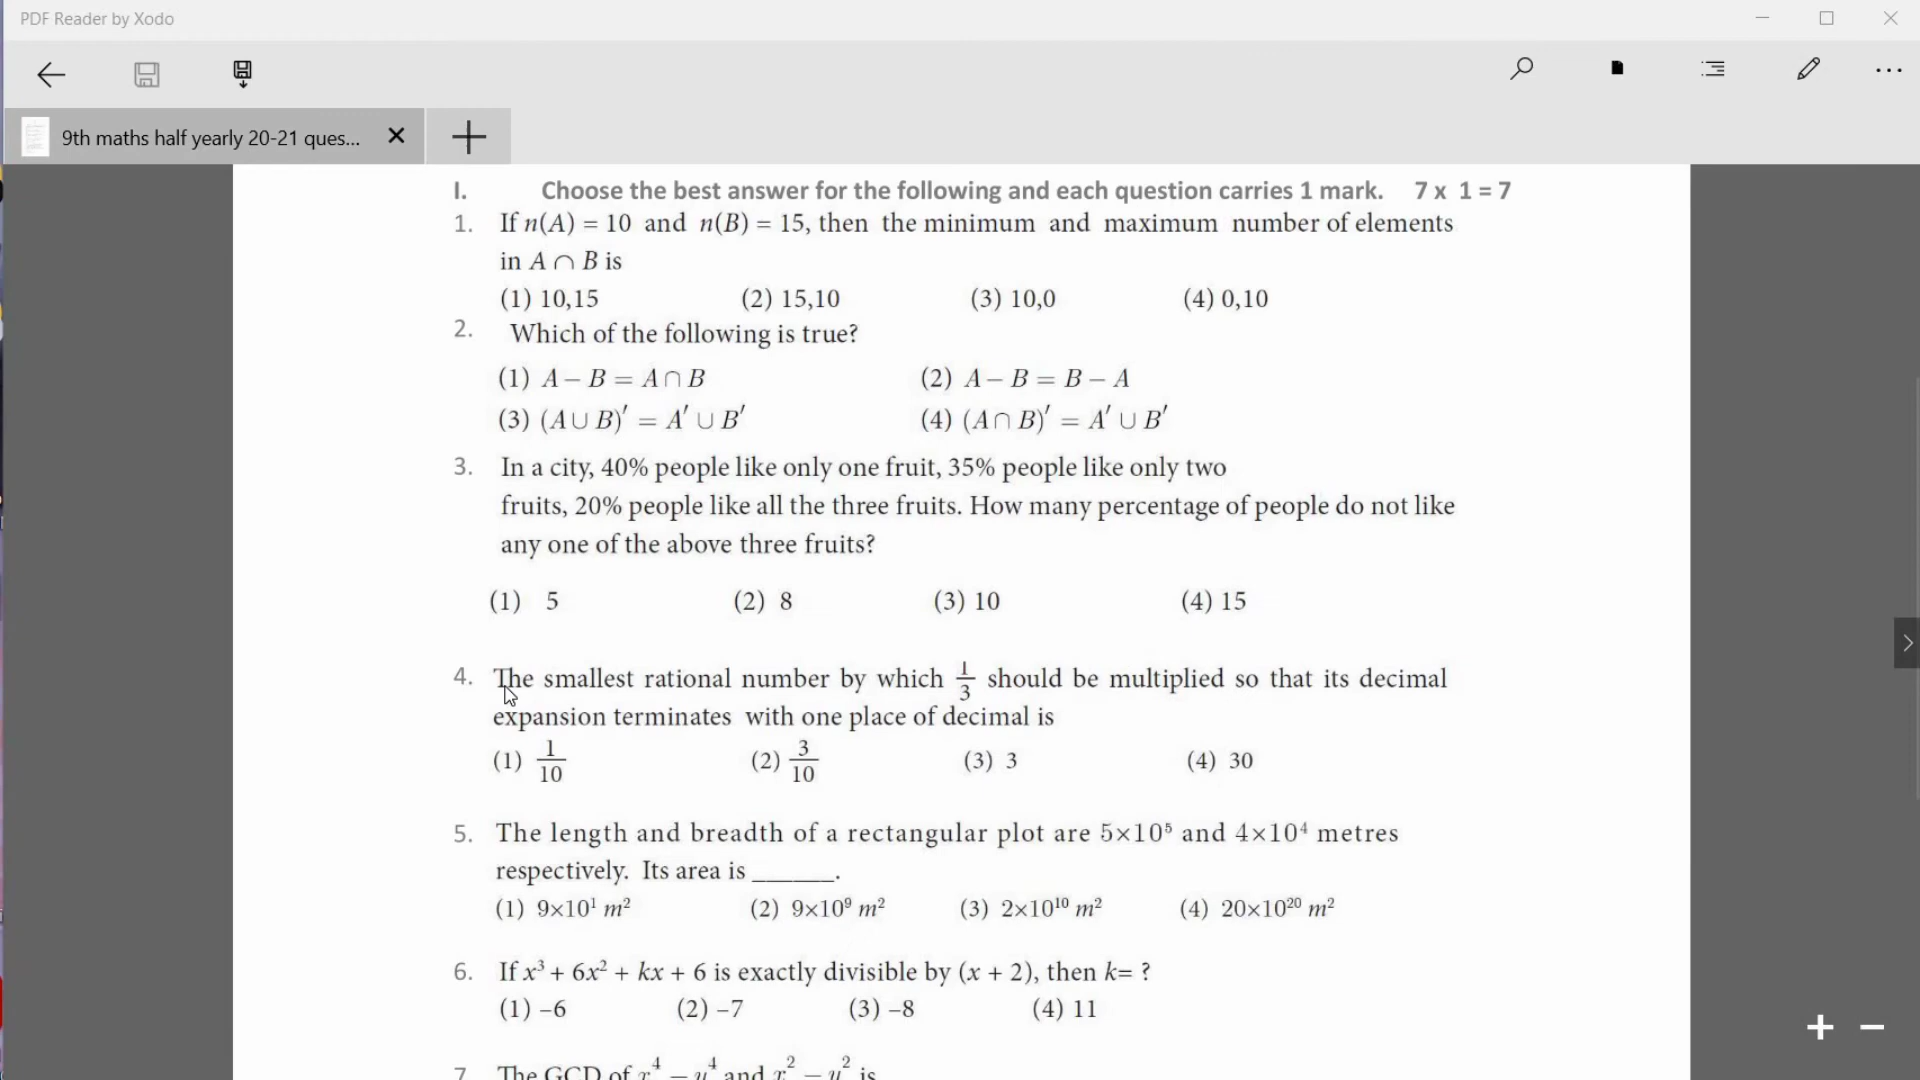 PDF Reader by Xodo
9th maths half yearly 20-21 ques...
I. Choose the best answer for the following and each question carries 1 mark. 7 x 1 = 7
1. If n(A) = 10 and n(B) = 15, then the minimum and maximum number of elements
in A ∩ B is
(1) 10,15 (2) 15,10 (3) 10,0 (4) 0,10
2. Which of the following is true?
(1) A – B = A ∩ B (2) A – B = B – A
(3) (A ∪ B)′ = A′ ∪ B′ (4) (A ∩ B)′ = A′ ∪ B′
3. In a city, 40% people like only one fruit, 35% people like only two
fruits, 20% people like all the three fruits. How many percentage of people do not like
any one of the above three fruits?
(1) 5 (2) 8 (3) 10 (4) 15
4. The smallest rational number by which 1/3 should be multiplied so that its decimal
expansion terminates with one place of decimal is
(1) 1/10 (2) 3/10 (3) 3 (4) 30
5. The length and breadth of a rectangular plot are 5×10⁵ and 4×10⁴ metres
respectively. Its area is ______.
(1) 9×10¹ m² (2) 9×10⁹ m² (3) 2×10¹⁰ m² (4) 20×10²⁰ m²
6. If x³ + 6x² + kx + 6 is exactly divisible by (x + 2), then k= ?
(1) –6 (2) –7 (3) –8 (4) 11
7 The GCD of x⁴ – y⁴ and x² – y² is